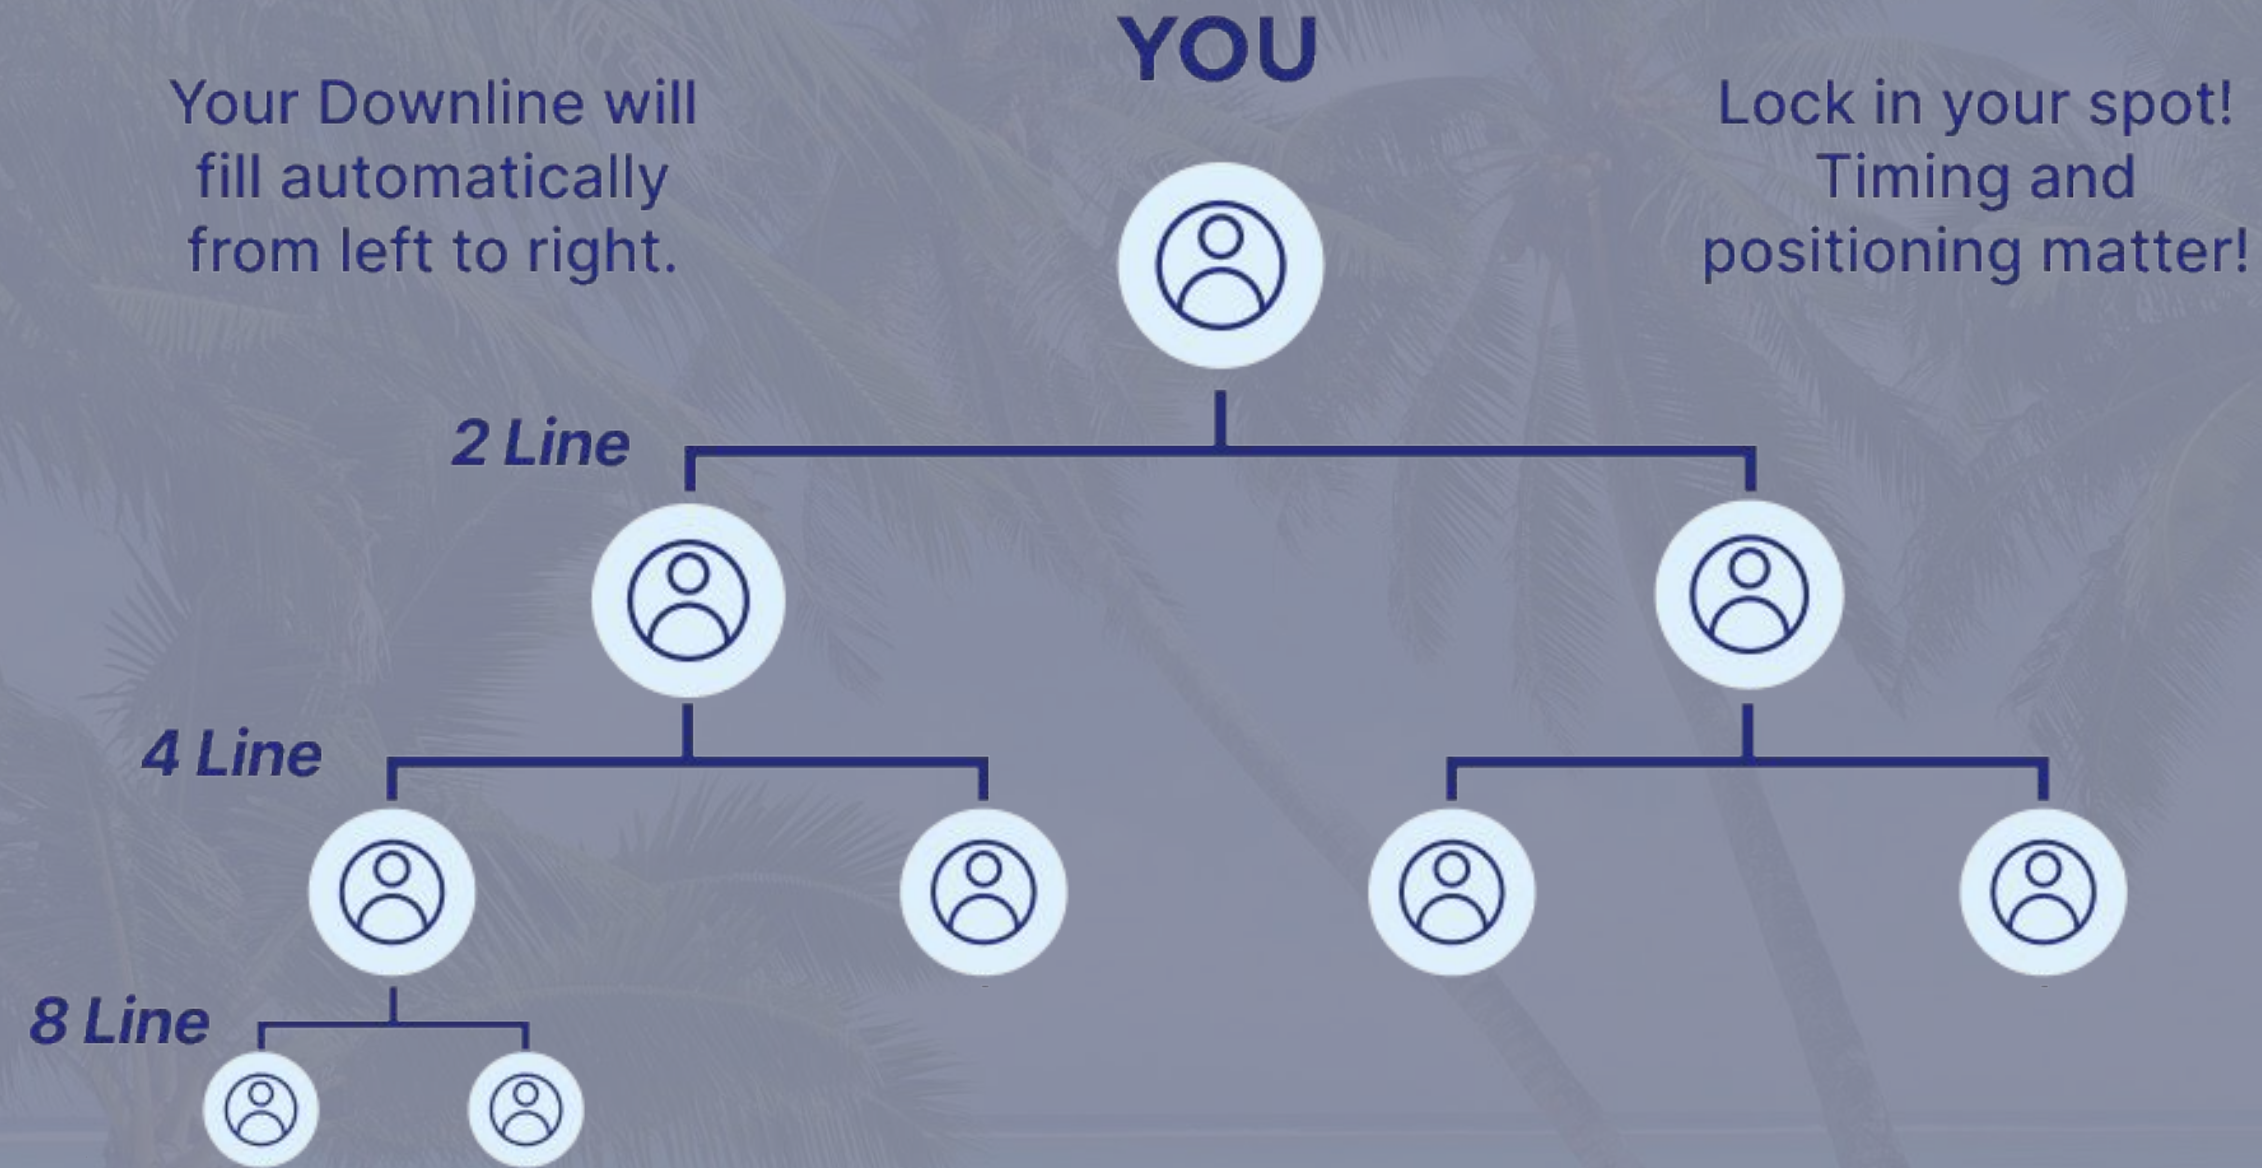 YOU
Your Downline will
fill automatically
from left to right.
Lock in your spot!
Timing and
positioning matter!
2 Line
4 Line
8 Line